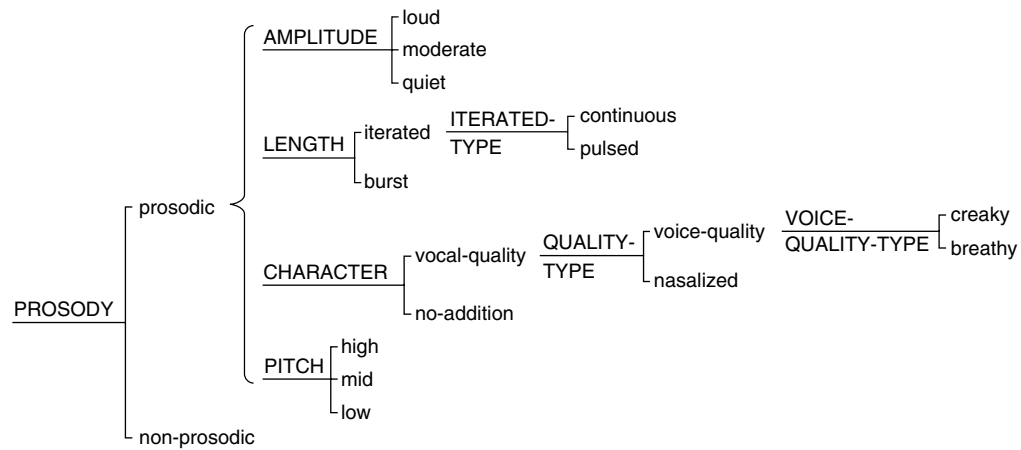 PROSODY
prosodic
non-prosodic
AMPLITUDE
loud
moderate
quiet
LENGTH
iterated
burst
ITERATED-
TYPE
continuous
pulsed
CHARACTER
vocal-quality
no-addition
QUALITY-
TYPE
voice-quality
nasalized
VOICE-
QUALITY-TYPE
creaky
breathy
PITCH
high
mid
low